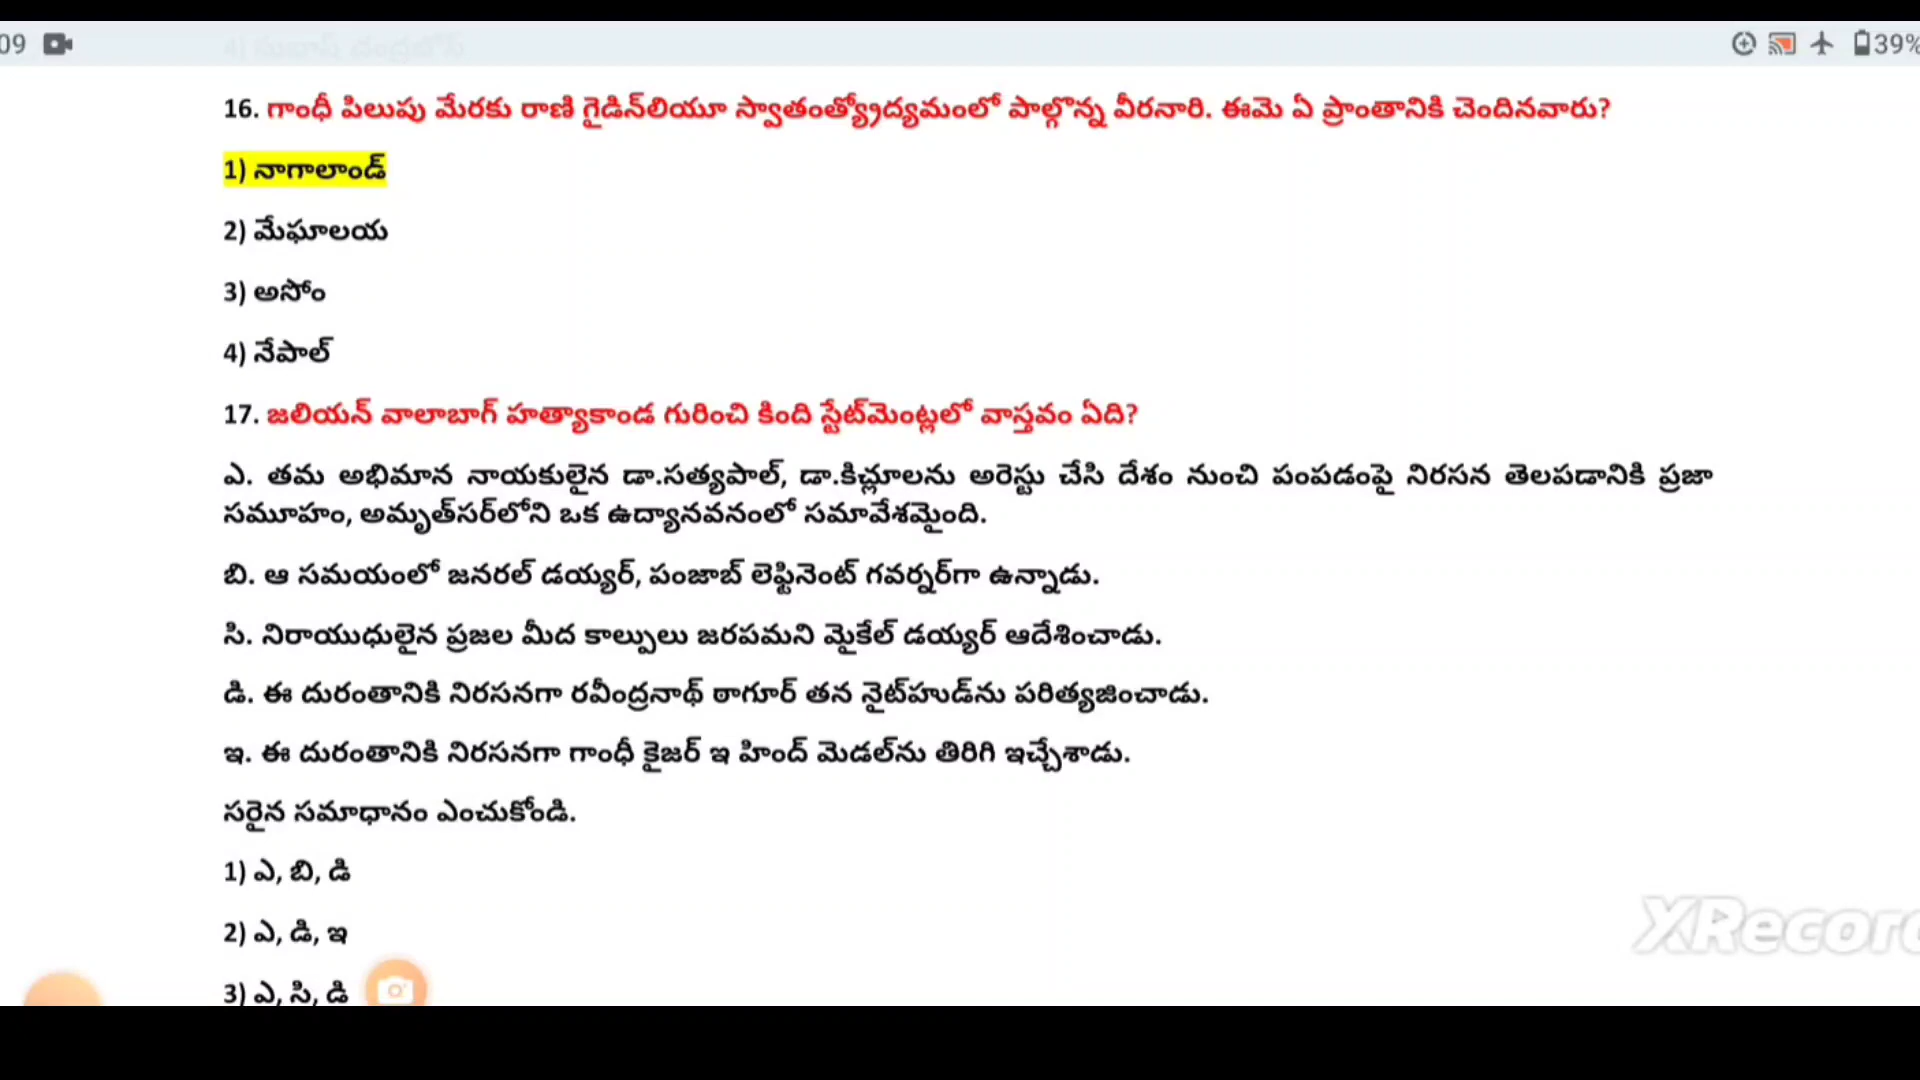 09
39%
16. గాంధీ పిలుపు మేరకు రాణి గైడిన్‌లియూ స్వాతంత్య్రోద్యమంలో పాల్గొన్న వీరనారి. ఈమె ఏ ప్రాంతానికి చెందినవారు?
1) నాగాలాండ్
2) మేఘాలయ
3) అసోం
4) నేపాల్
17. జలియన్ వాలాబాగ్ హత్యాకాండ గురించి కింది స్టేట్‌మెంట్లలో వాస్తవం ఏది?
ఎ. తమ అభిమాన నాయకులైన డా.సత్యపాల్, డా.కిచ్లూలను అరెస్టు చేసి దేశం నుంచి పంపడంపై నిరసన తెలపడానికి ప్రజా
సమూహం, అమృత్‌సర్‌లోని ఒక ఉద్యానవనంలో సమావేశమైంది.
బి. ఆ సమయంలో జనరల్ డయ్యర్, పంజాబ్ లెఫ్టినెంట్ గవర్నర్‌గా ఉన్నాడు.
సి. నిరాయుధులైన ప్రజల మీద కాల్పులు జరపమని మైకేల్ డయ్యర్ ఆదేశించాడు.
డి. ఈ దురంతానికి నిరసనగా రవీంద్రనాథ్ ఠాగూర్ తన నైట్‌హుడ్‌ను పరిత్యజించాడు.
ఇ. ఈ దురంతానికి నిరసనగా గాంధీ కైజర్ ఇ హింద్ మెడల్‌ను తిరిగి ఇచ్చేశాడు.
సరైన సమాధానం ఎంచుకోండి.
1) ఎ, బి, డి
2) ఎ, డి, ఇ
3) ఎ, సి, డి
XRecor